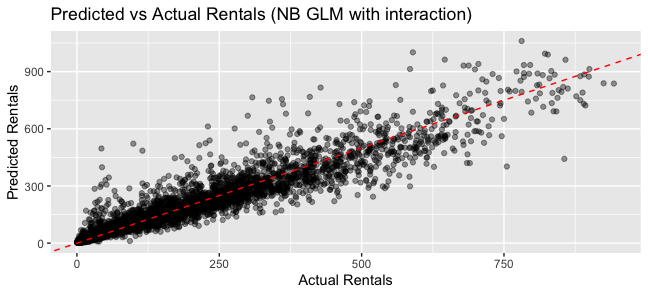 Predicted vs Actual Rentals (NB GLM with interaction)
Predicted Rentals
900
600
300
0
0
250
500
750
Actual Rentals